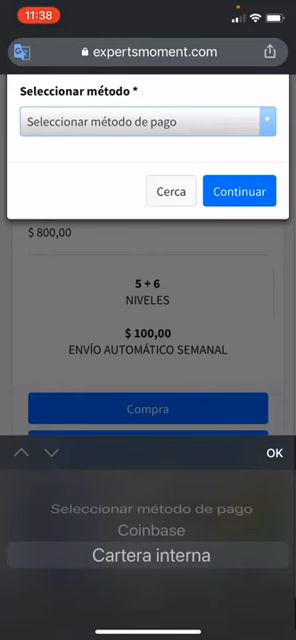 11:38
expertsmoment.com
Seleccionar método *
Seleccionar método de pago
Cerca
Continuar
$ 800,00
5 + 6
NIVELES
$ 100,00
ENVÍO AUTOMÁTICO SEMANAL
Compra
OK
Seleccionar método de pago
Coinbase
Cartera interna